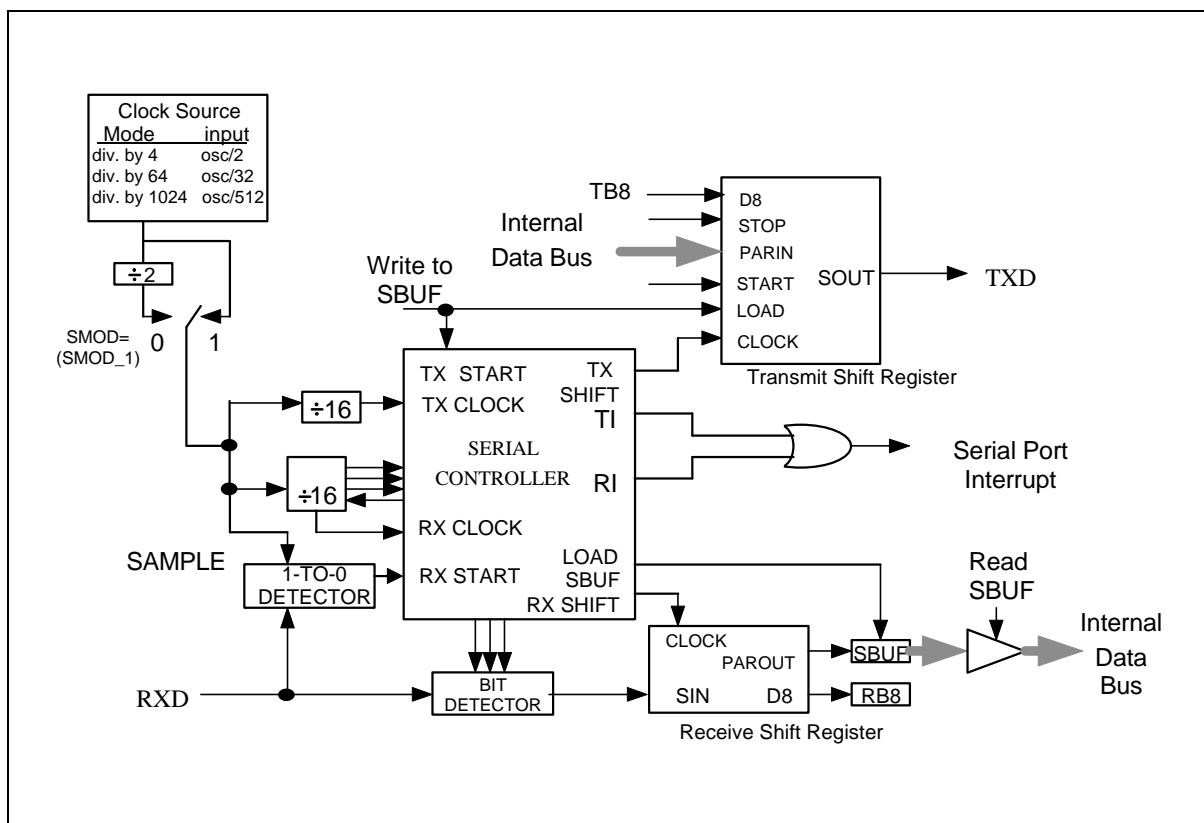 Clock Source
Mode input
div. by 4 osc/2
div. by 64 osc/32
div. by 1024 osc/512
÷2
SMOD=
(SMOD_1)
0
1
Write to
SBUF
TB8
Internal
Data Bus
D8
STOP
PARIN
START
LOAD
CLOCK
SOUT
TXD
Transmit Shift Register
÷16
÷16
TX START
TX CLOCK
SERIAL
CONTROLLER
RX CLOCK
RX START
TX
SHIFT
TI
RI
LOAD
SBUF
RX SHIFT
Serial Port
Interrupt
SAMPLE
1-TO-0
DETECTOR
RXD
BIT
DETECTOR
CLOCK
PAROUT
SIN
D8
Receive Shift Register
SBUF
RB8
Read
SBUF
Internal
Data
Bus